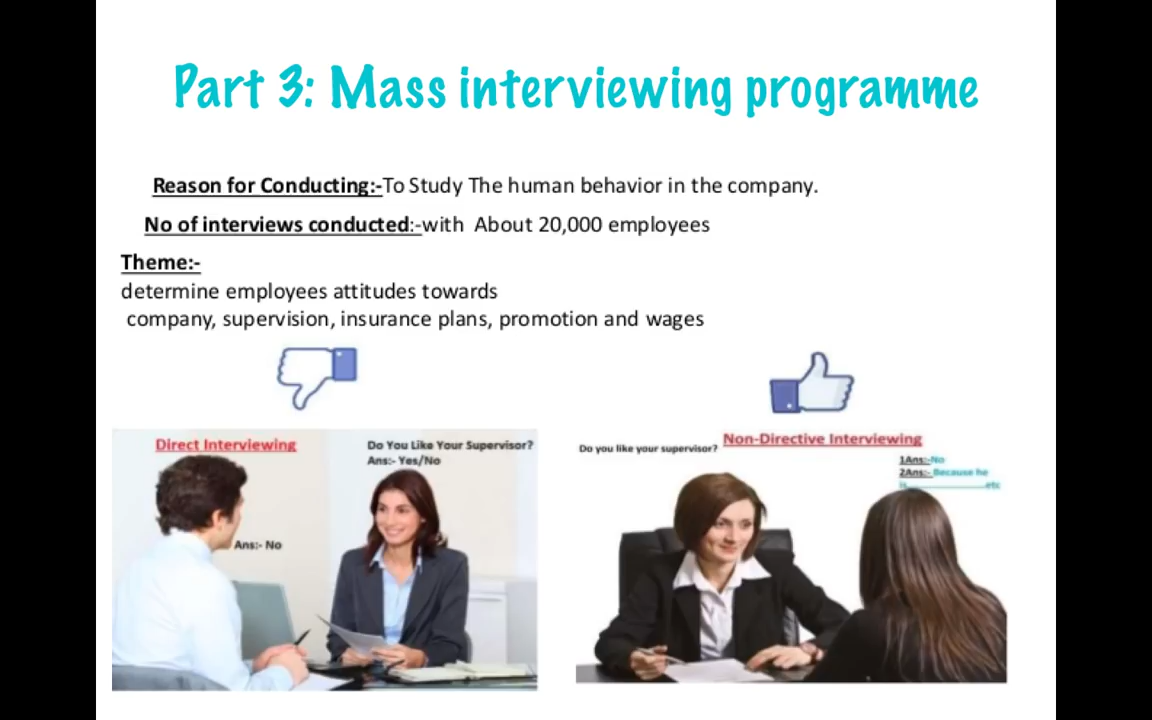 Part 3: Mass interviewing programme
Reason for Conducting:-To Study The human behavior in the company.
No of interviews conducted:-with About 20,000 employees
Theme:-
determine employees attitudes towards
company, supervision, insurance plans, promotion and wages
Direct Interviewing
Do You Like Your Supervisor?
Ans:- Yes/No
Ans:- No
Non-Directive Interviewing
Do you like your supervisor?
1Ans:-No
2Ans:- Because he
is..............................etc